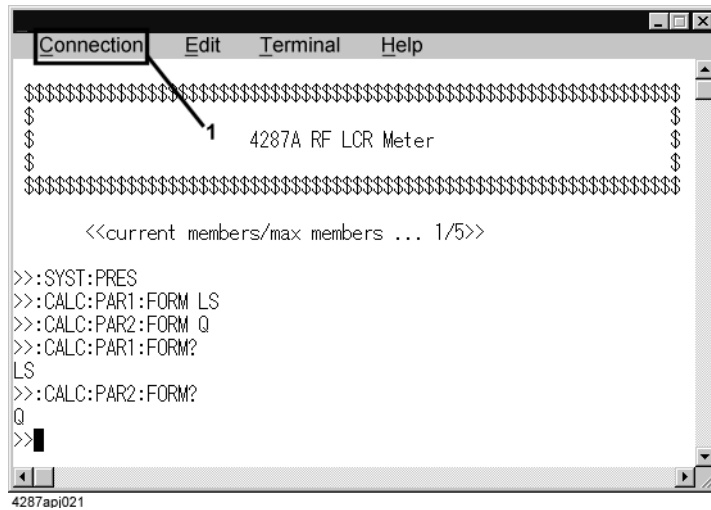 Connection Edit Terminal Help
1
$$$$$$$$$$$$$$$$$$$$$$$$$$$$$$$$$$$$$$$$$$$$$$$$$$$$$$$$$$$$$$$$
$ $
$ 4287A RF LCR Meter $
$ $
$$$$$$$$$$$$$$$$$$$$$$$$$$$$$$$$$$$$$$$$$$$$$$$$$$$$$$$$$$$$$$$$
<<current members/max members ... 1/5>>
>>:SYST:PRES
>>:CALC:PAR1:FORM LS
>>:CALC:PAR2:FORM Q
>>:CALC:PAR1:FORM?
LS
>>:CALC:PAR2:FORM?
Q
>>
4287apj021